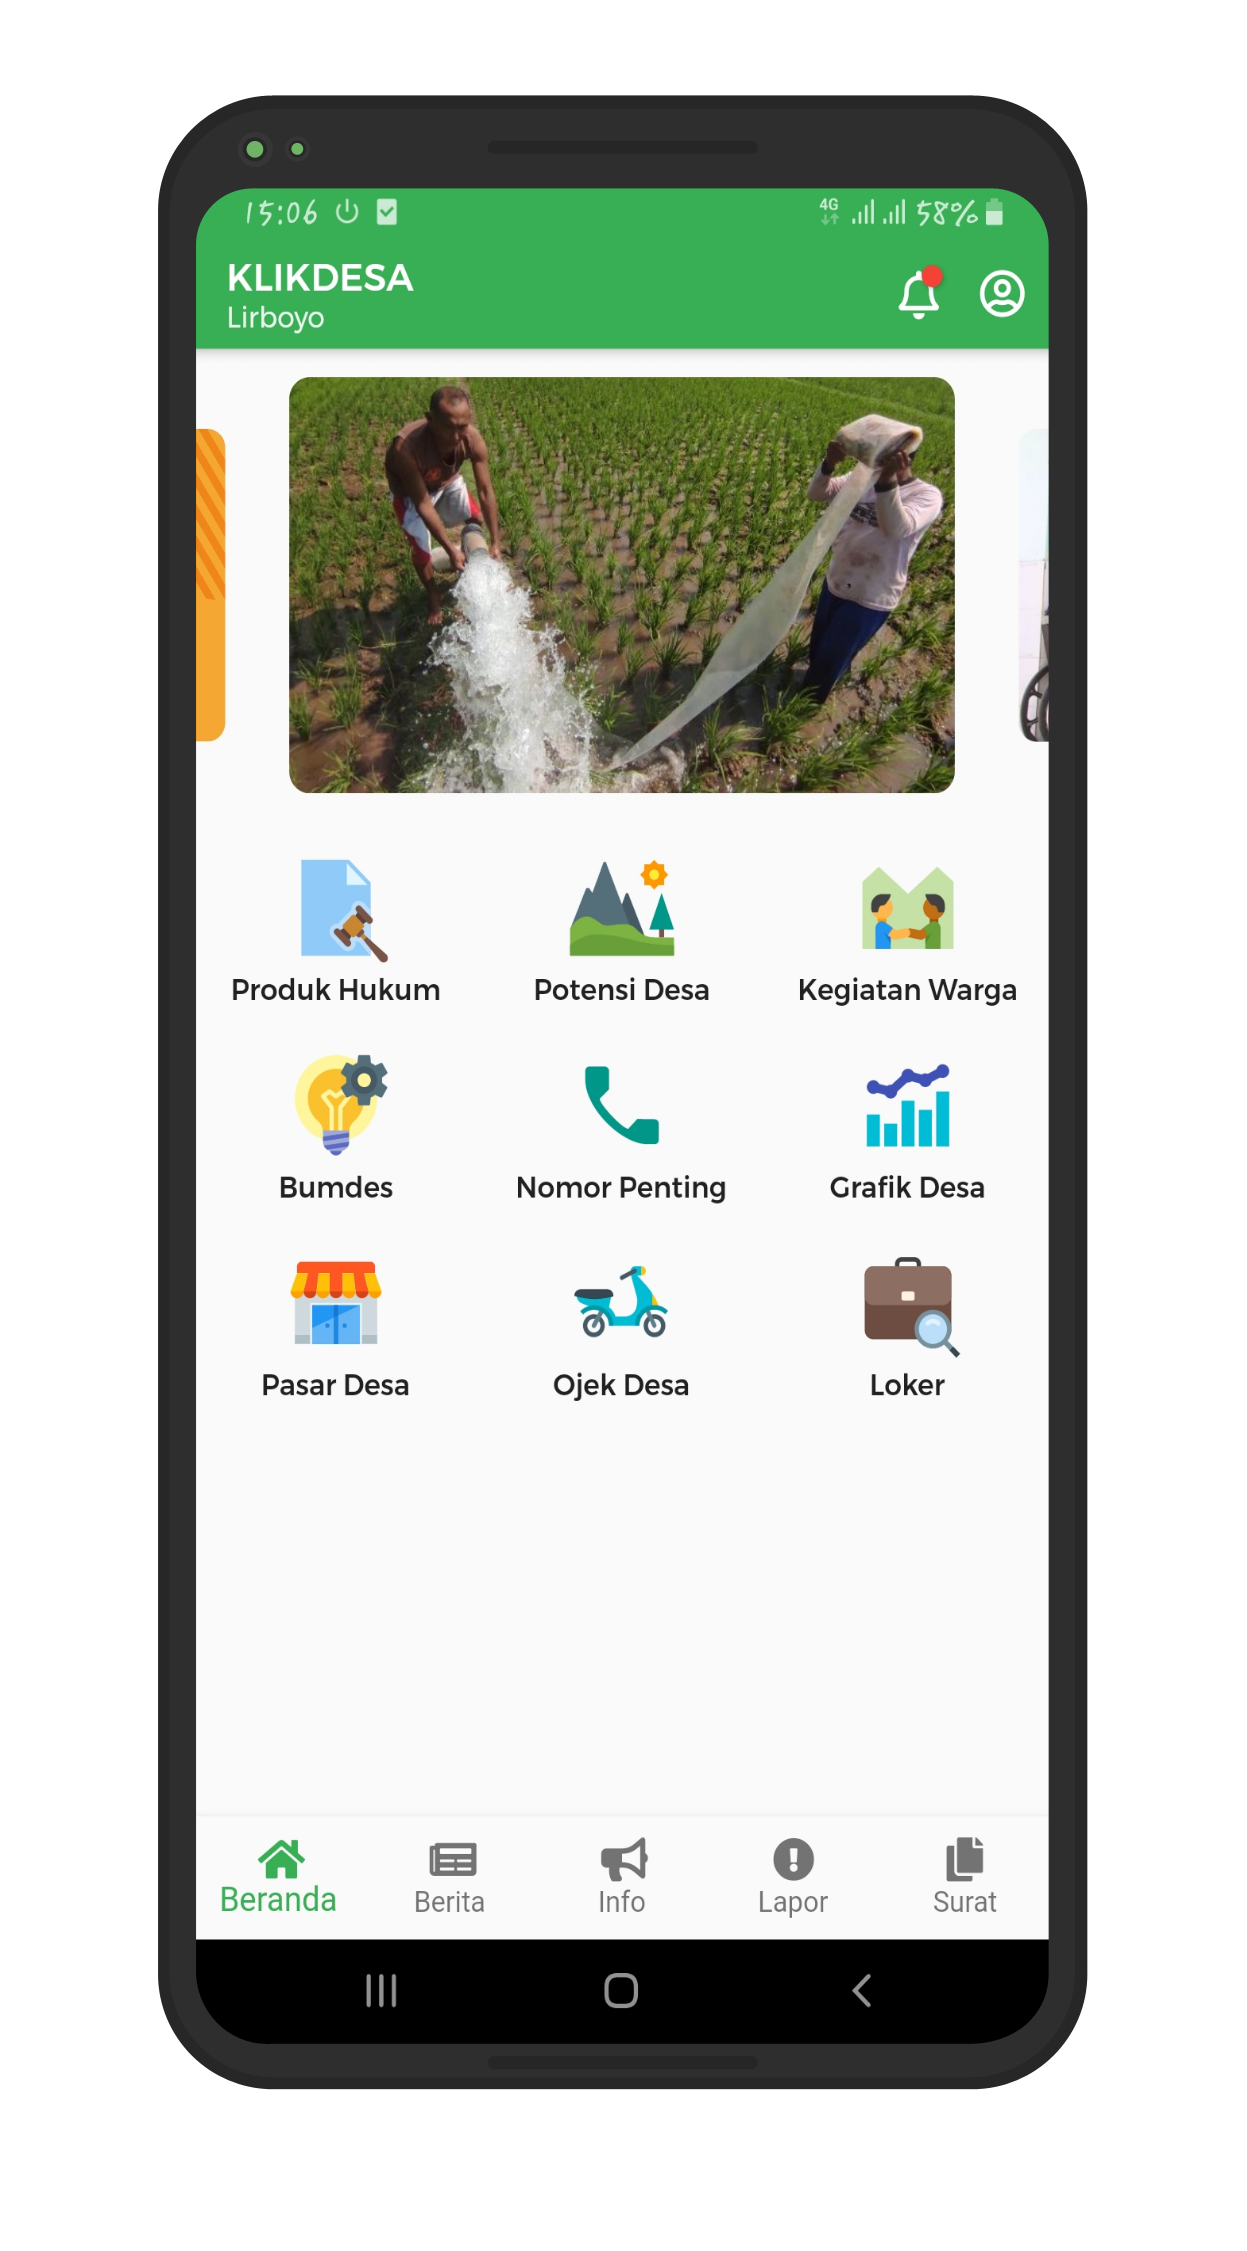 15:06 4G 58%
KLIKDESA
Lirboyo
Produk Hukum Potensi Desa Kegiatan Warga
Bumdes Nomor Penting Grafik Desa
Pasar Desa Ojek Desa Loker
Beranda Berita Info Lapor Surat